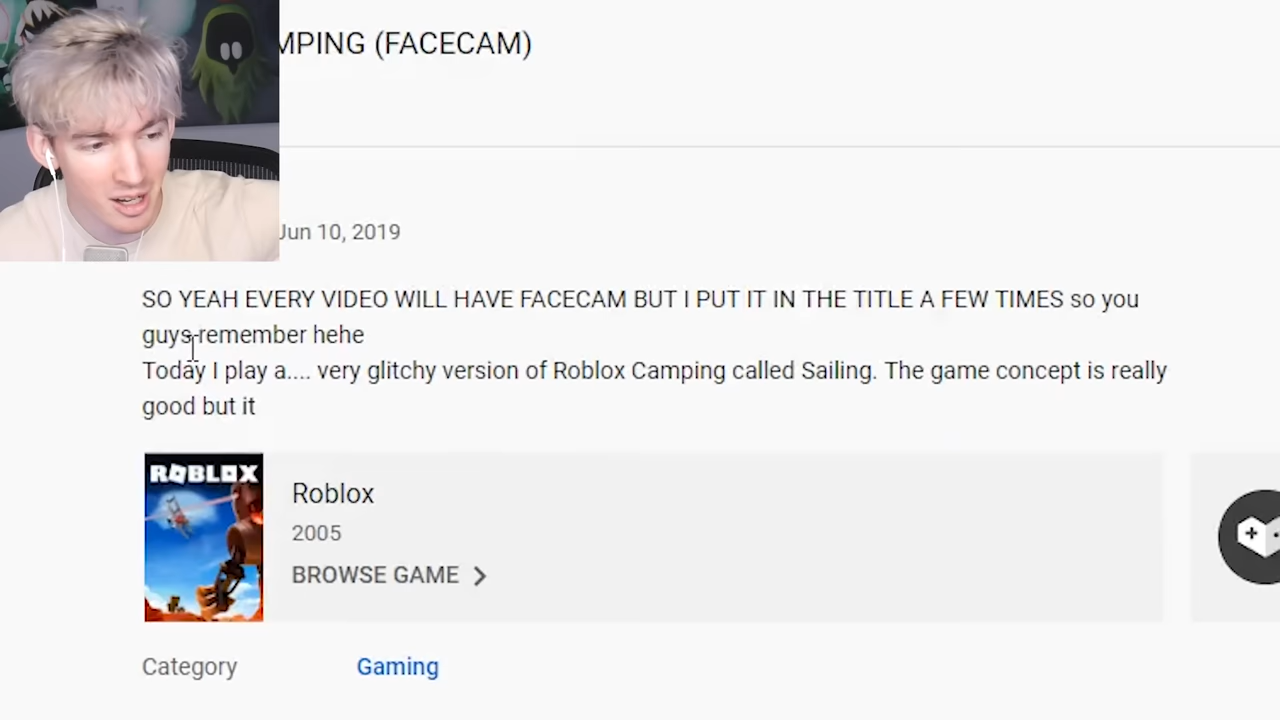 MPING (FACECAM)
Jun 10, 2019
SO YEAH EVERY VIDEO WILL HAVE FACECAM BUT I PUT IT IN THE TITLE A FEW TIMES so you
guys remember hehe
Today I play a.... very glitchy version of Roblox Camping called Sailing. The game concept is really
good but it
ROBLOX
Roblox
2005
BROWSE GAME
Category
Gaming